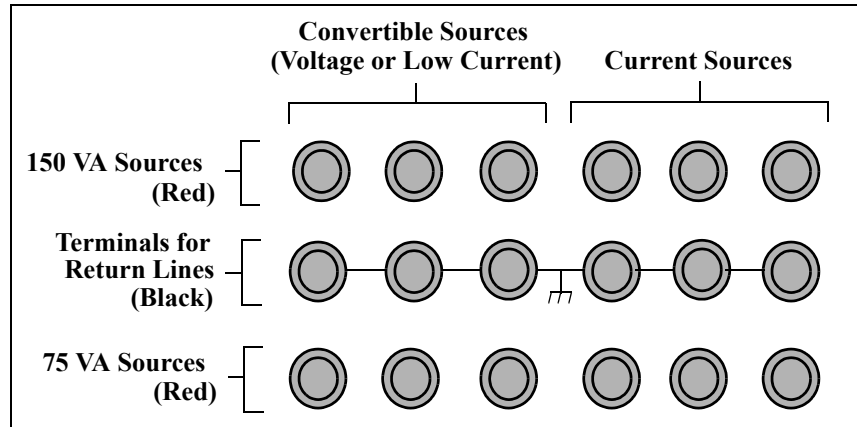 Convertible Sources
(Voltage or Low Current)
Current Sources
150 VA Sources
(Red)
Terminals for
Return Lines
(Black)
75 VA Sources
(Red)